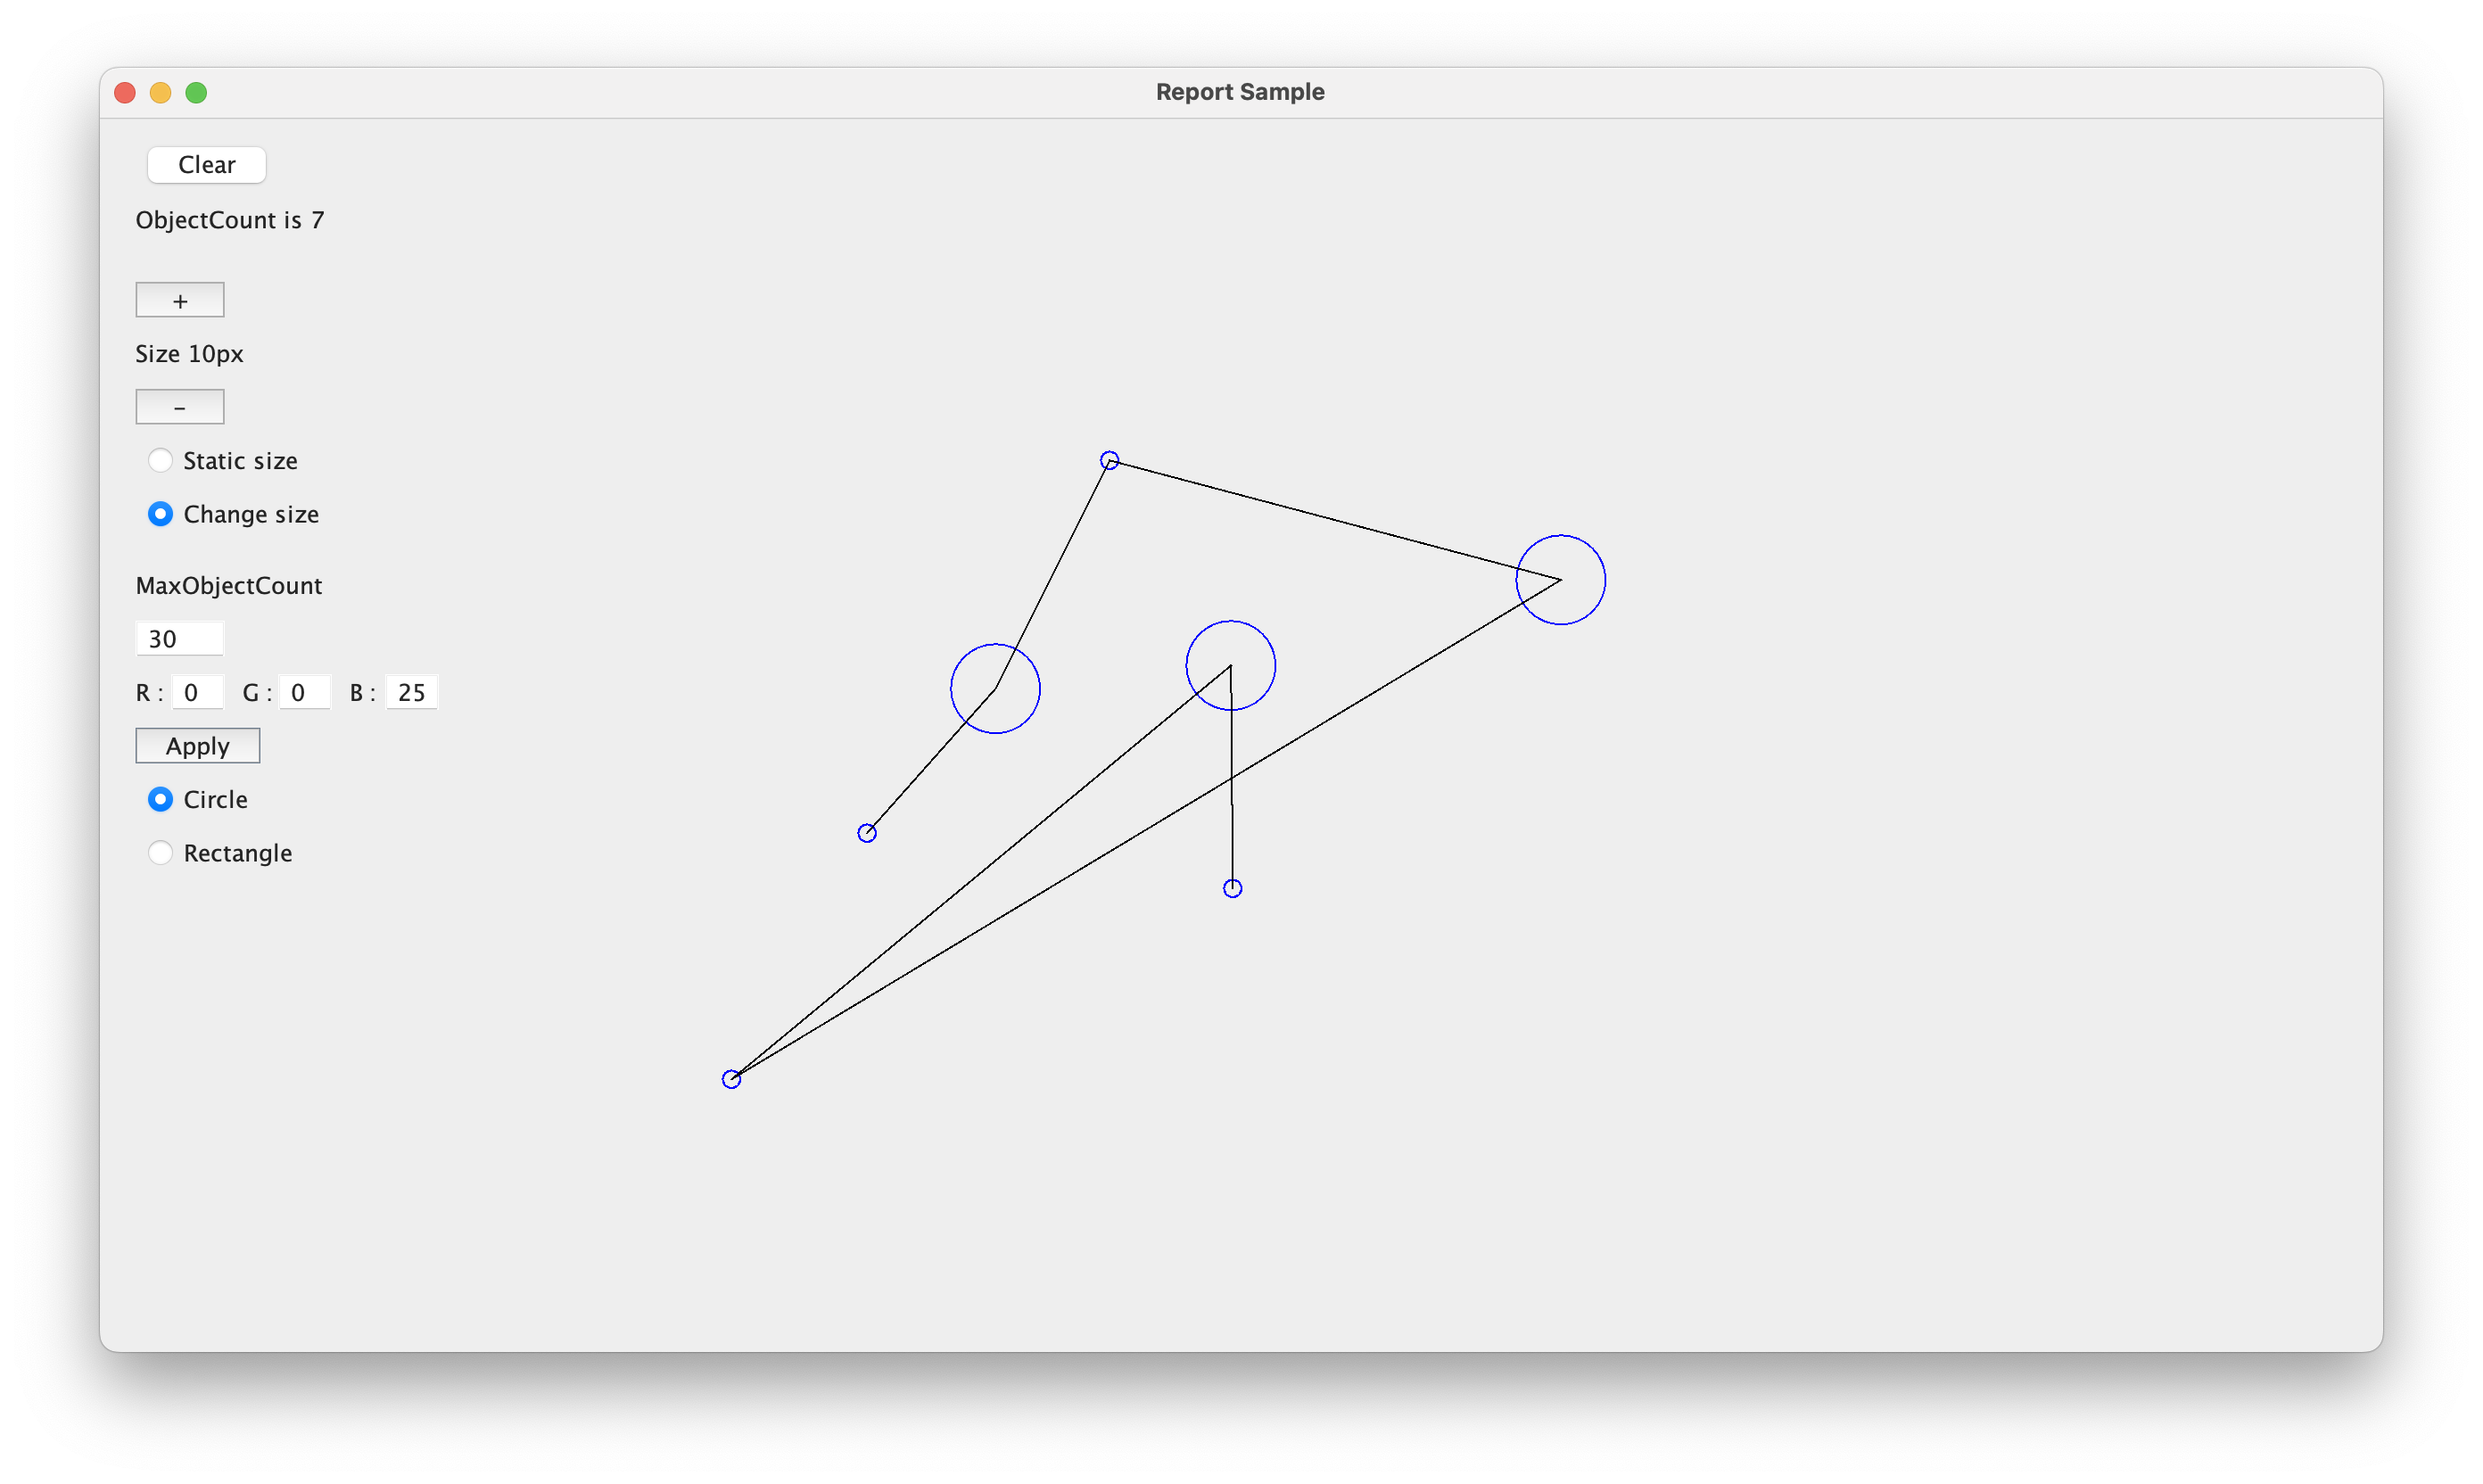 Report Sample
Clear
ObjectCount is 7
+
Size 10px
-
Static size
Change size
MaxObjectCount
30
R : 0 G : 0 B : 25
Apply
Circle
Rectangle